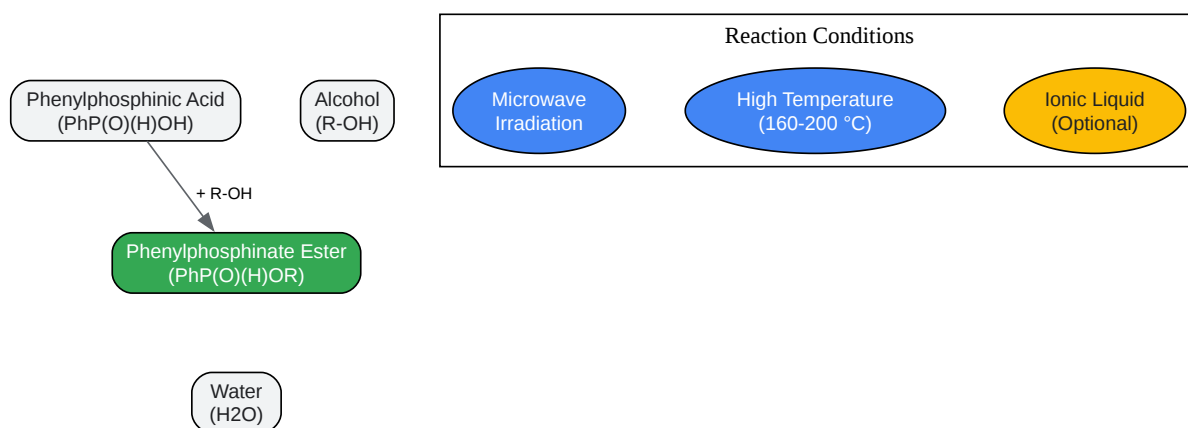 Reaction Conditions
Phenylphosphinic Acid
(PhP(O)(H)OH)
Alcohol
(R-OH)
Microwave
Irradiation
High Temperature
(160-200 °C)
Ionic Liquid
(Optional)
+ R-OH
Phenylphosphinate Ester
(PhP(O)(H)OR)
Water
(H2O)